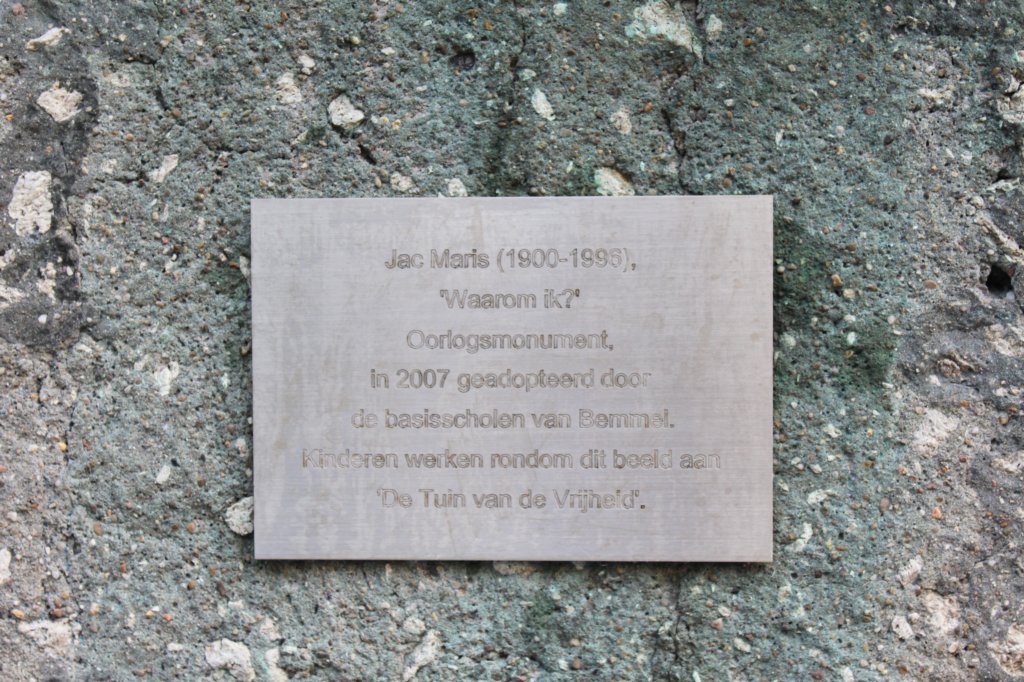 Jac Maris (1900-1996),
'Waarom ik?'
Oorlogsmonument,
in 2007 geadopteerd door
de basisscholen van Bemmel.
Kinderen werken rondom dit beeld aan
'De Tuin van de Vrijheid'.